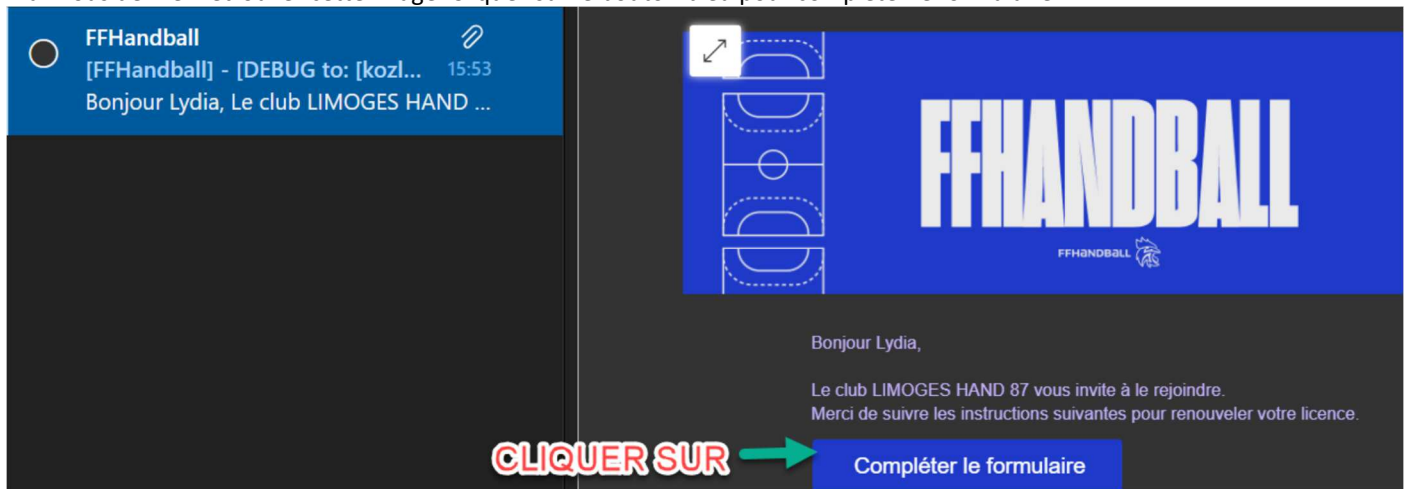 FFHandball
[FFHandball] - [DEBUG to: [kozl... 15:53
Bonjour Lydia, Le club LIMOGES HAND ...
FFHANDBALL
FFHANDBALL
Bonjour Lydia,
Le club LIMOGES HAND 87 vous invite à le rejoindre.
Merci de suivre les instructions suivantes pour renouveler votre licence.
CLIQUER SUR
Compléter le formulaire